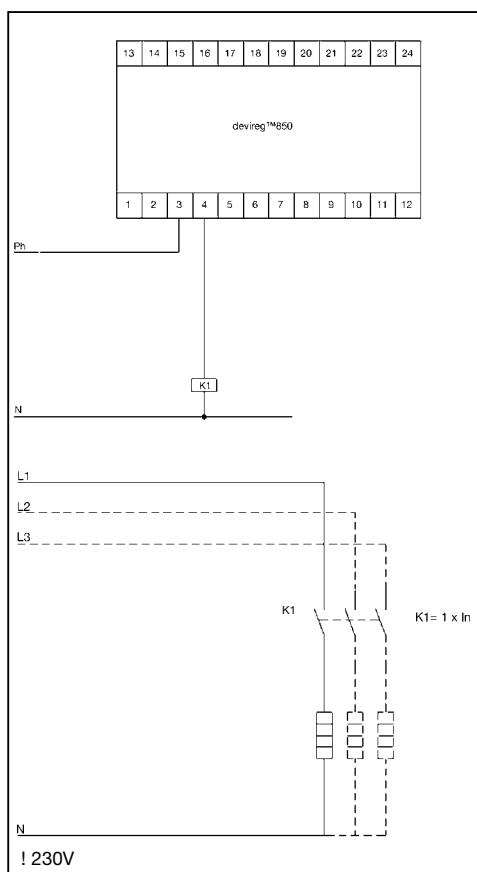 13 14 15 16 17 18 19 20 21 22 23 24
devireg™850
1 2 3 4 5 6 7 8 9 10 11 12
Ph
K1
N
L1
L2
L3
K1
K1= 1 x In
N
! 230V